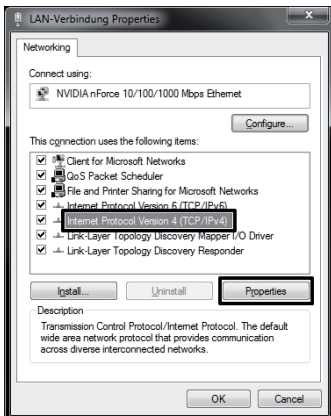 LAN-Verbindung Properties
Networking
Connect using:
NVIDIA nForce 10/100/1000 Mbps Ethernet
Configure...
This connection uses the following items:
Client for Microsoft Networks
QoS Packet Scheduler
File and Printer Sharing for Microsoft Networks
Internet Protocol Version 6 (TCP/IPv6)
Internet Protocol Version 4 (TCP/IPv4)
Link-Layer Topology Discovery Mapper I/O Driver
Link-Layer Topology Discovery Responder
Install... Uninstall Properties
Description
Transmission Control Protocol/Internet Protocol. The default
wide area network protocol that provides communication
across diverse interconnected networks.
OK Cancel